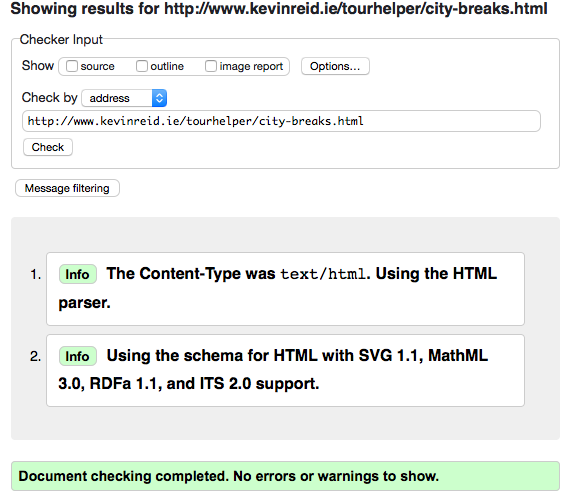 Showing results for http://www.kevinreid.ie/tourhelper/city-breaks.html
Checker Input
Show source outline image report Options...
Check by address
http://www.kevinreid.ie/tourhelper/city-breaks.html
Check
Message filtering
1. Info The Content-Type was text/html. Using the HTML
parser.
2. Info Using the schema for HTML with SVG 1.1, MathML
3.0, RDFa 1.1, and ITS 2.0 support.
Document checking completed. No errors or warnings to show.